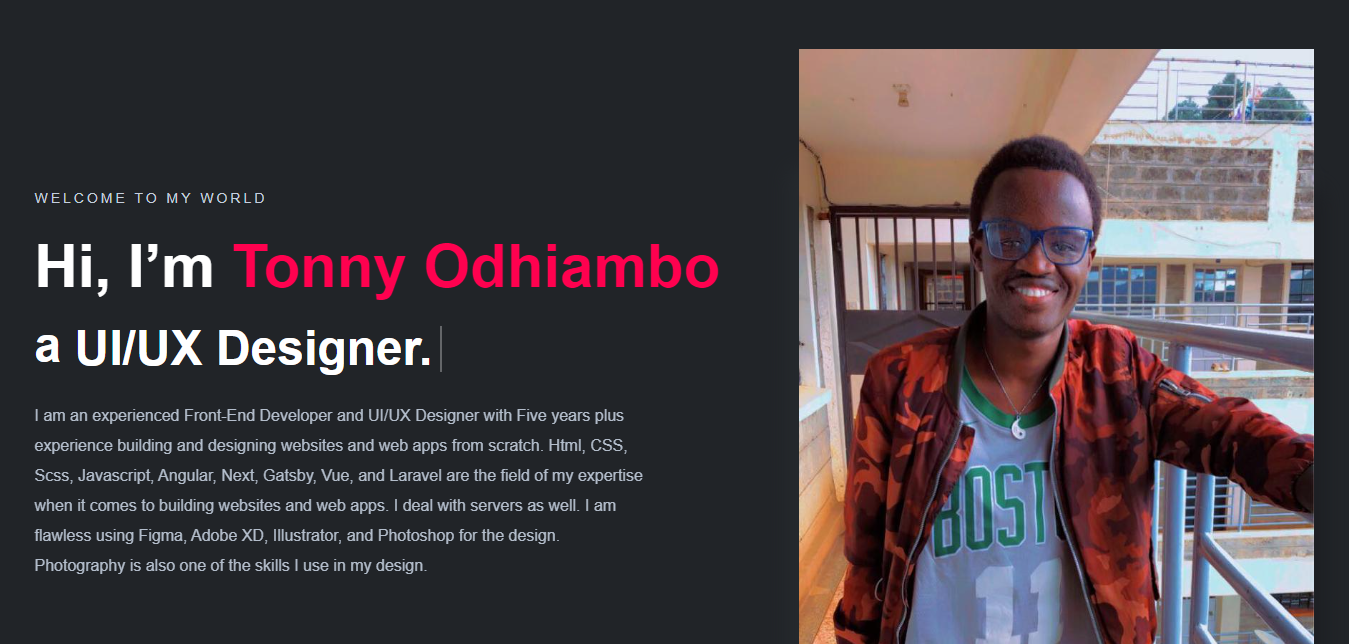 WELCOME TO MY WORLD
Hi, I’m Tonny Odhiambo
a UI/UX Designer.
I am an experienced Front-End Developer and UI/UX Designer with Five years plus
experience building and designing websites and web apps from scratch. Html, CSS,
Scss, Javascript, Angular, Next, Gatsby, Vue, and Laravel are the field of my expertise
when it comes to building websites and web apps. I deal with servers as well. I am
flawless using Figma, Adobe XD, Illustrator, and Photoshop for the design.
Photography is also one of the skills I use in my design.
BOST
11